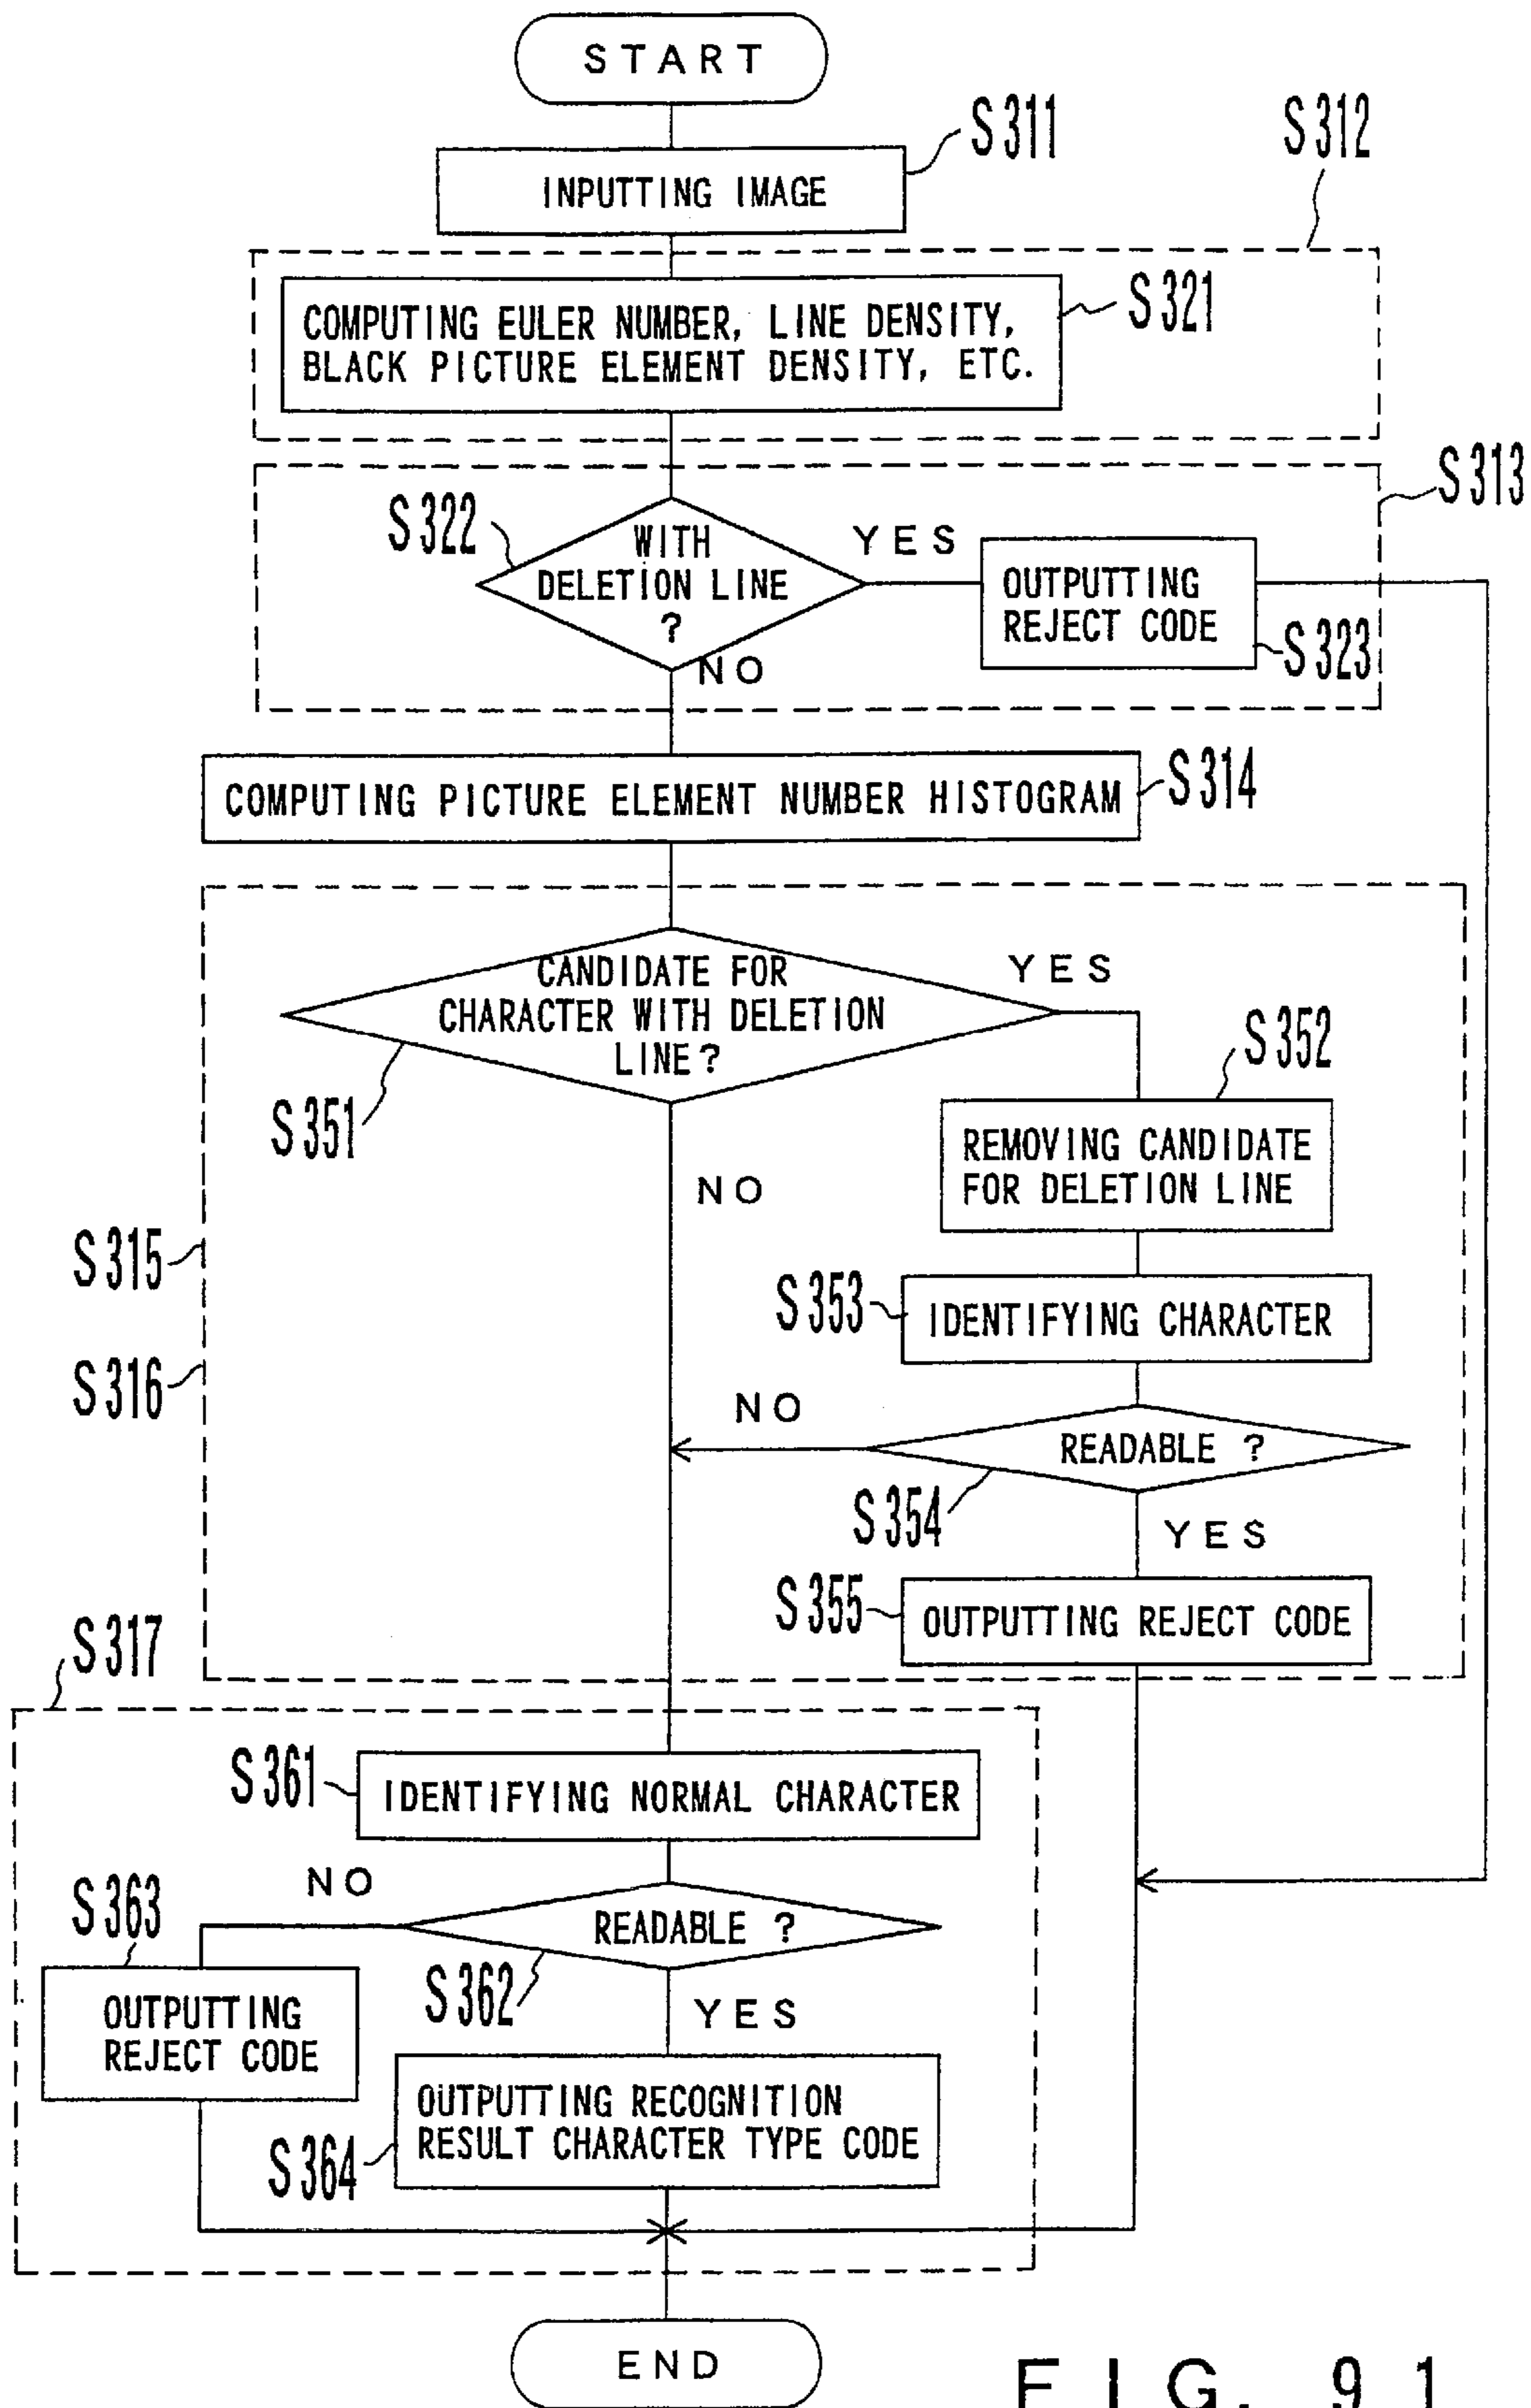 START
S311
S312
INPUTTING IMAGE
S321
COMPUTING EULER NUMBER, LINE DENSITY,
BLACK PICTURE ELEMENT DENSITY, ETC.
S313
S322
WITH
DELETION LINE
?
YES
OUTPUTTING
REJECT CODE
S323
NO
COMPUTING PICTURE ELEMENT NUMBER HISTOGRAM
S314
CANDIDATE FOR
CHARACTER WITH DELETION
LINE?
YES
S351
S352
REMOVING CANDIDATE
FOR DELETION LINE
NO
S315
S353
IDENTIFYING CHARACTER
S316
NO
READABLE ?
S354
YES
S355
OUTPUTTING REJECT CODE
S317
S361
IDENTIFYING NORMAL CHARACTER
NO
S363
READABLE ?
S362
YES
OUTPUTTING
REJECT CODE
OUTPUTTING RECOGNITION
RESULT CHARACTER TYPE CODE
S364
END
FIG. 91